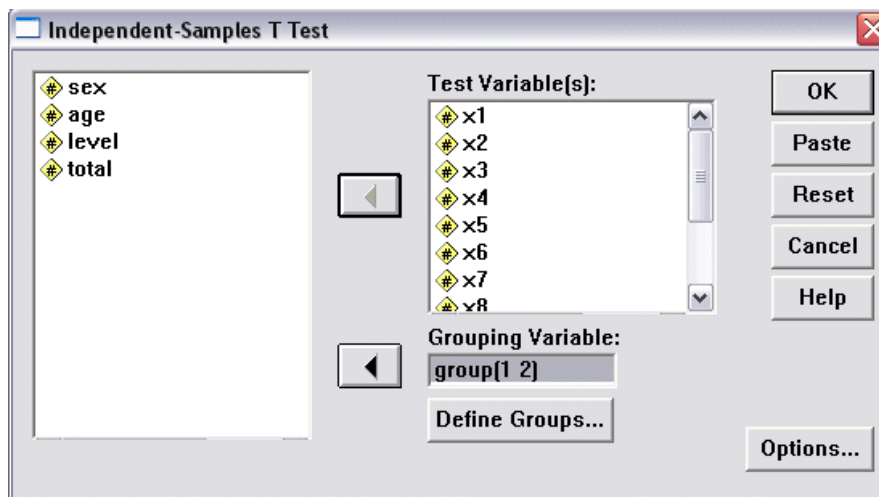 Independent-Samples T Test
sex
age
level
total
Test Variable(s):
x1
x2
x3
x4
x5
x6
x7
x8
Grouping Variable:
group(1 2)
Define Groups...
OK
Paste
Reset
Cancel
Help
Options...